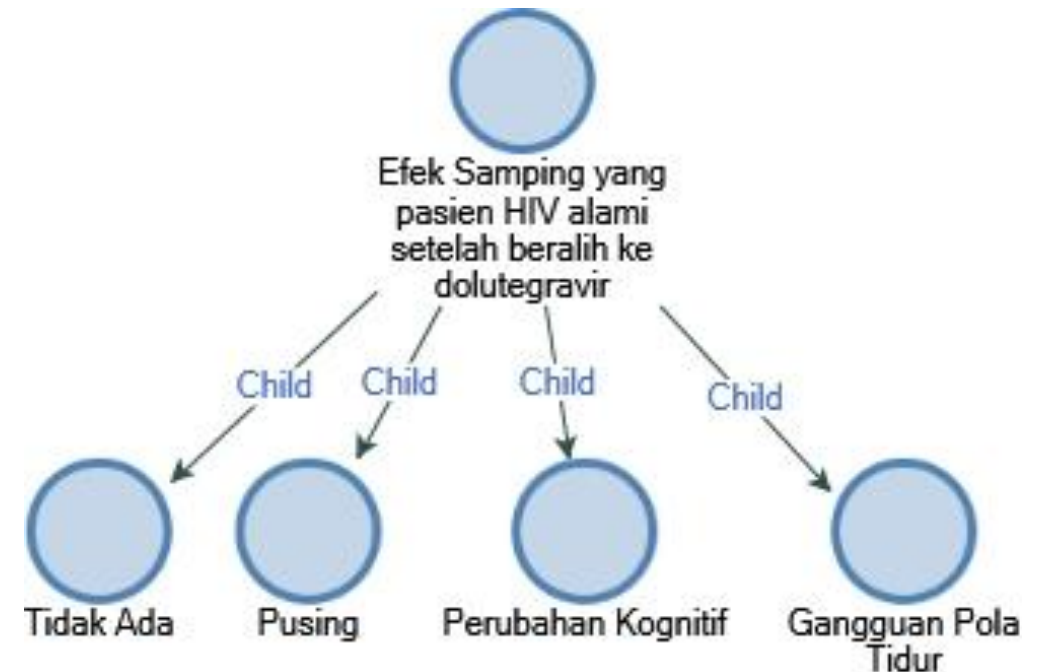 Efek Samping yang
pasien HIV alami
setelah beralih ke
dolutegravir
Child
Child
Child
Child
Tidak Ada
Pusing
Perubahan Kognitif
Gangguan Pola
Tidur